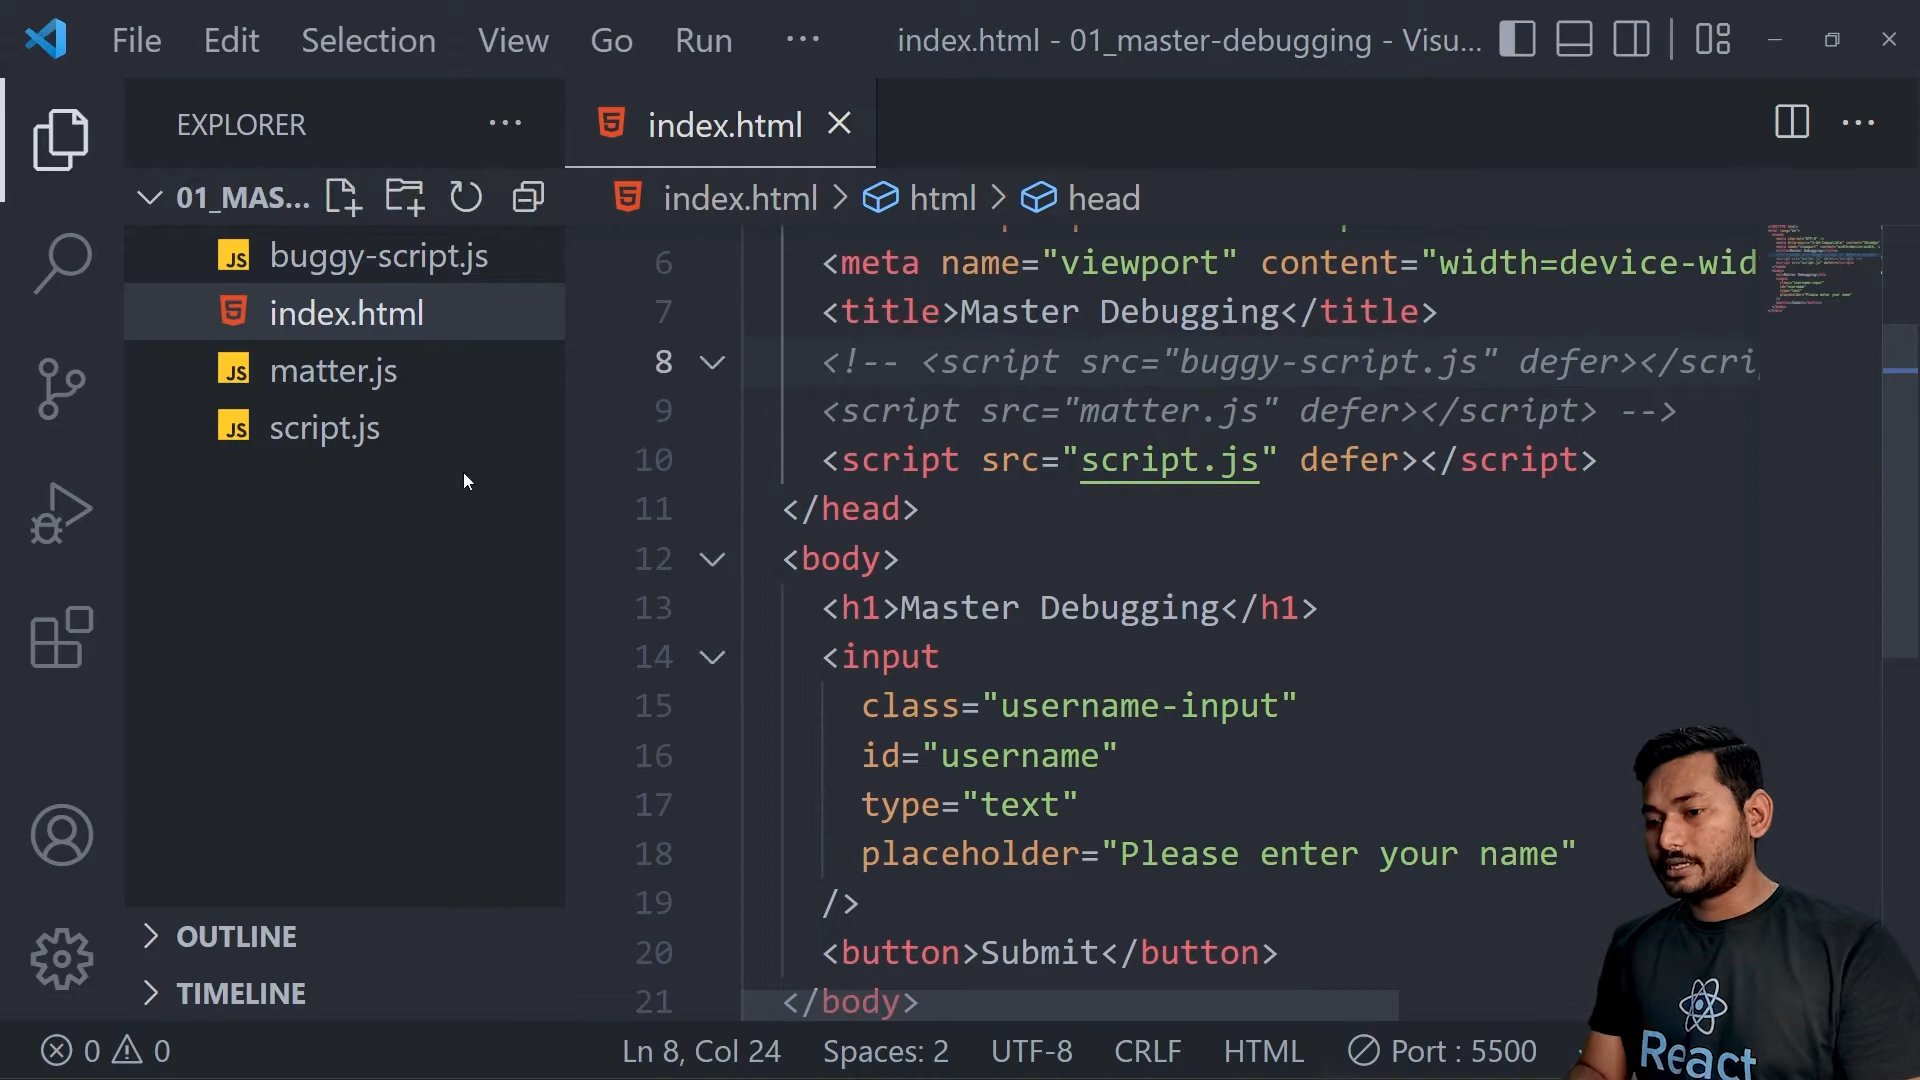 File Edit Selection View Go Run ··· index.html - 01_master-debugging - Visu...
EXPLORER ···
index.html
01_MAS...
index.html > html > head
buggy-script.js
index.html
matter.js
script.js
6 <meta name="viewport" content="width=device-wid
7 <title>Master Debugging</title>
8 <!-- <script src="buggy-script.js" defer></scri
9 <script src="matter.js" defer></script> -->
10 <script src="script.js" defer></script>
11 </head>
12 <body>
13 <h1>Master Debugging</h1>
14 <input
15 class="username-input"
16 id="username"
17 type="text"
18 placeholder="Please enter your name"
19 />
20 <button>Submit</button>
21 </body>
OUTLINE
TIMELINE
0 0 Ln 8, Col 24 Spaces: 2 UTF-8 CRLF HTML Port : 5500
React